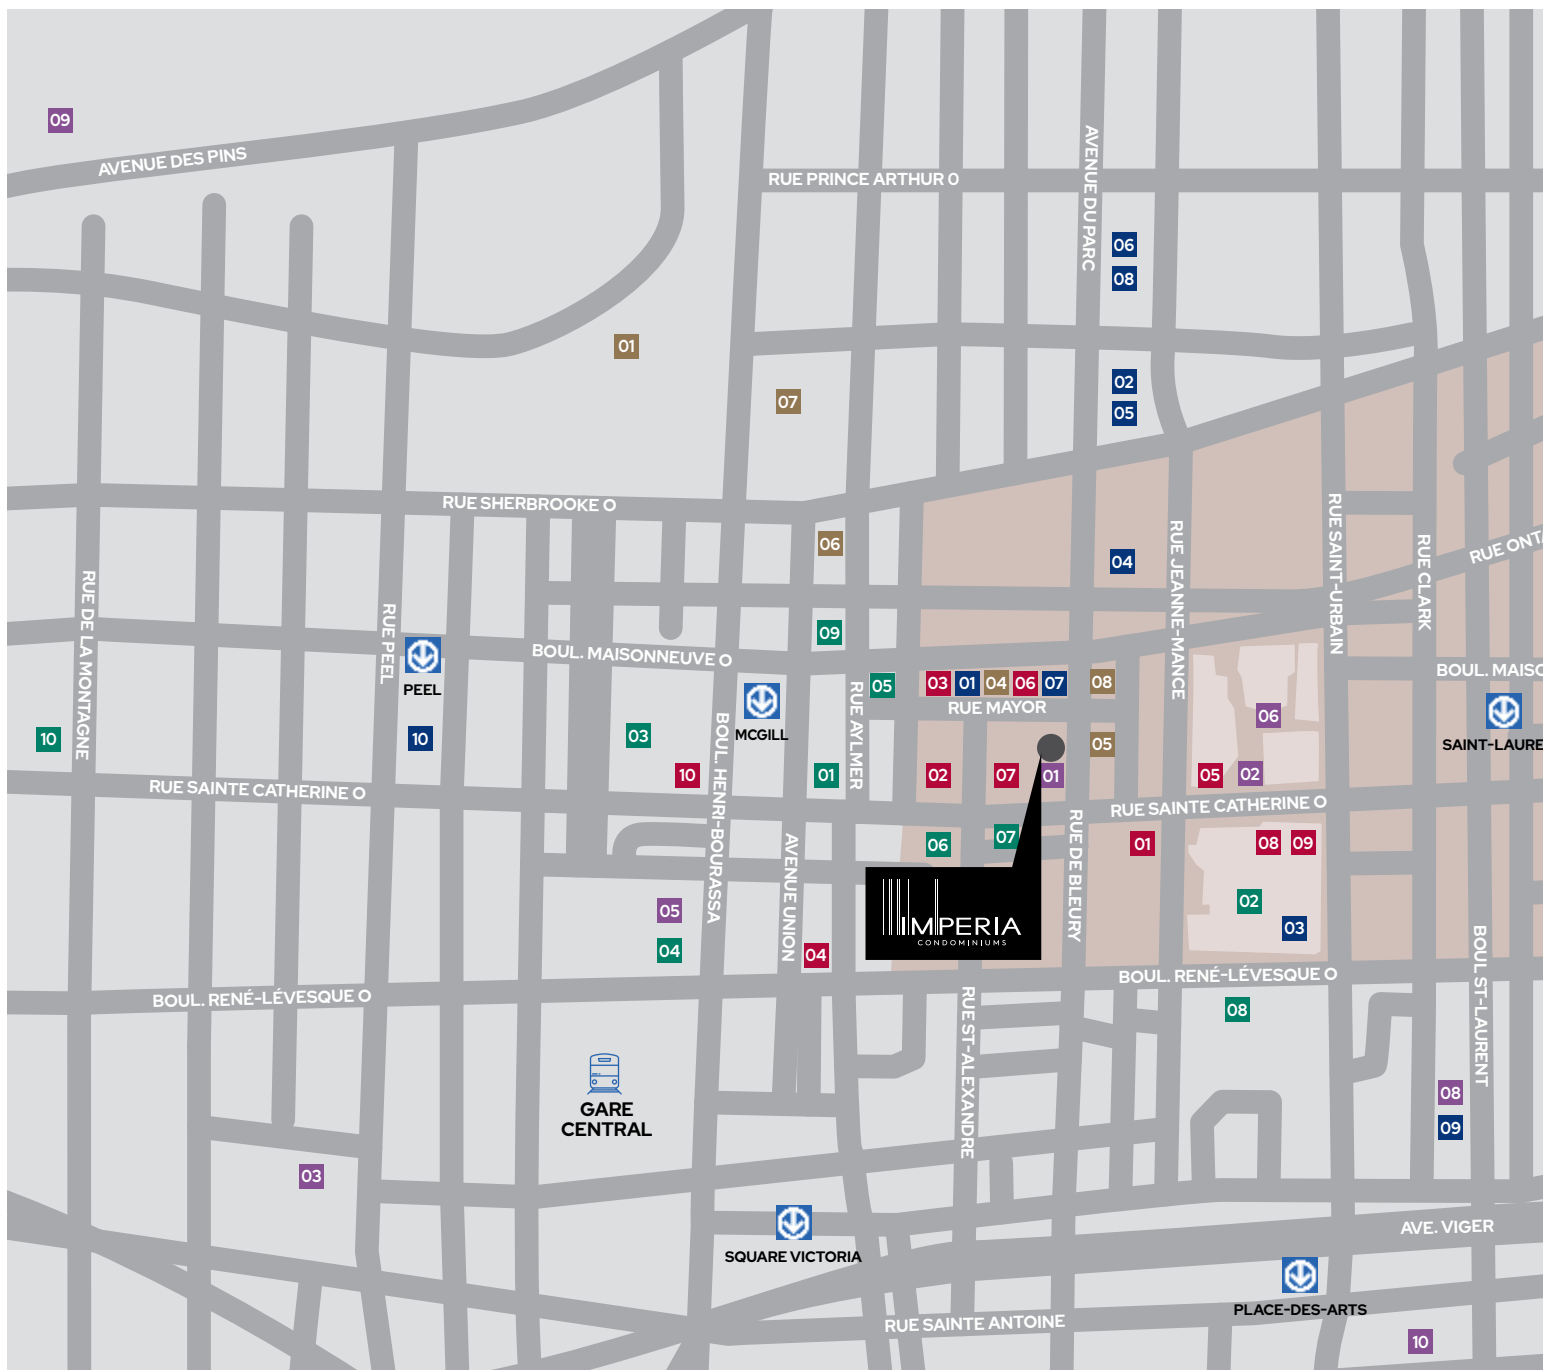 09
AVENUE DES PINS
RUE PRINCE ARTHUR O
AVENUE DU PARC
06
08
01
02
05
07
RUE SHERBROOKE O
06
04
RUE DE LA MONTAGNE
RUE PEEL
RUE JEANNE-MANCE
RUE SAINT-URBAIN
RUE CLARK
RUE ONTA
09
BOUL. MAISONNEUVE O
BOUL. MAISO
PEEL
05
03
01
04
06
07
08
RUE MAYOR
10
10
03
BOUL. HENRI-BOURASSA
MCGILL
RUE AYLMER
06
SAINT-LAURE
05
10
01
02
07
01
05
02
RUE SAINTE CATHERINE O
RUE SAINTE CATHERINE O
AVENUE UNION
06
07
RUE DE BLEURY
01
08
09
05
04
04
IMPERIA
CONDOMINIUMS
02
03
BOUL. RENÉ-LÉVESQUE O
BOUL. RENÉ-LÉVESQUE O
BOUL ST-LAURENT
RUE ST-ALEXANDRE
08
GARE
CENTRAL
08
09
03
SQUARE VICTORIA
AVE. VIGER
PLACE-DES-ARTS
RUE SAINTE ANTOINE
10